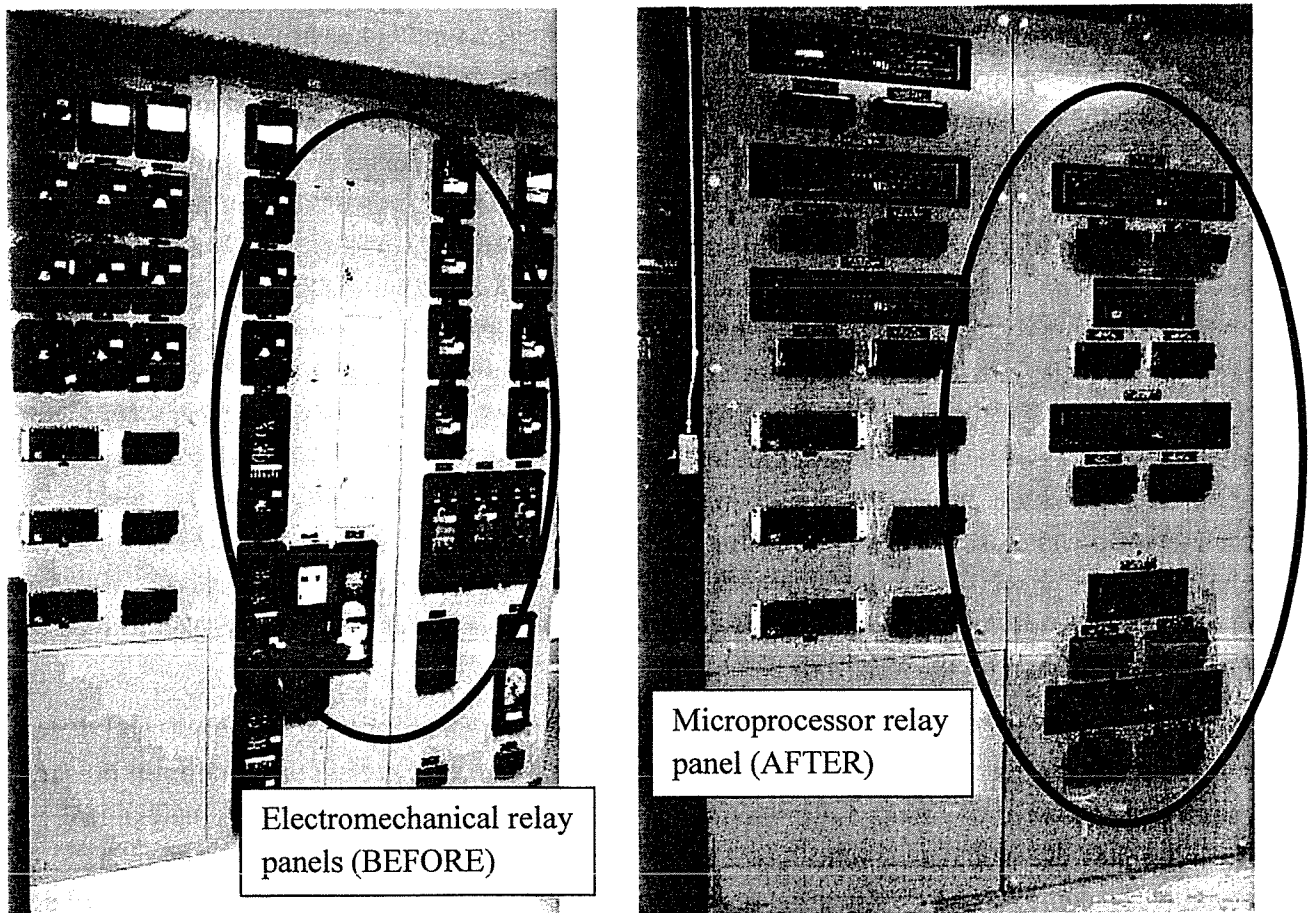 Electromechanical relay
panels (BEFORE)
Microprocessor relay
panel (AFTER)